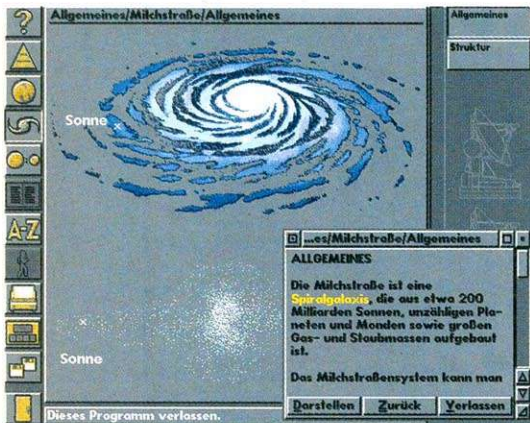 Allgemeines/Milchstraße/Allgemeines
Allgemeines
Struktur
Sonne
Sonne
A-Z
...es/Milchstraße/Allgemeines
ALLGEMEINES
Die Milchstraße ist eine
Spiralgalaxis, die aus etwa 200
Milliarden Sonnen, unzähligen Pla-
neten und Monden sowie großen
Gas- und Staubmassen aufgebaut
ist.
Das Milchstraßensystem kann man
Darstellen Zurück Verlassen
Dieses Programm verlassen.